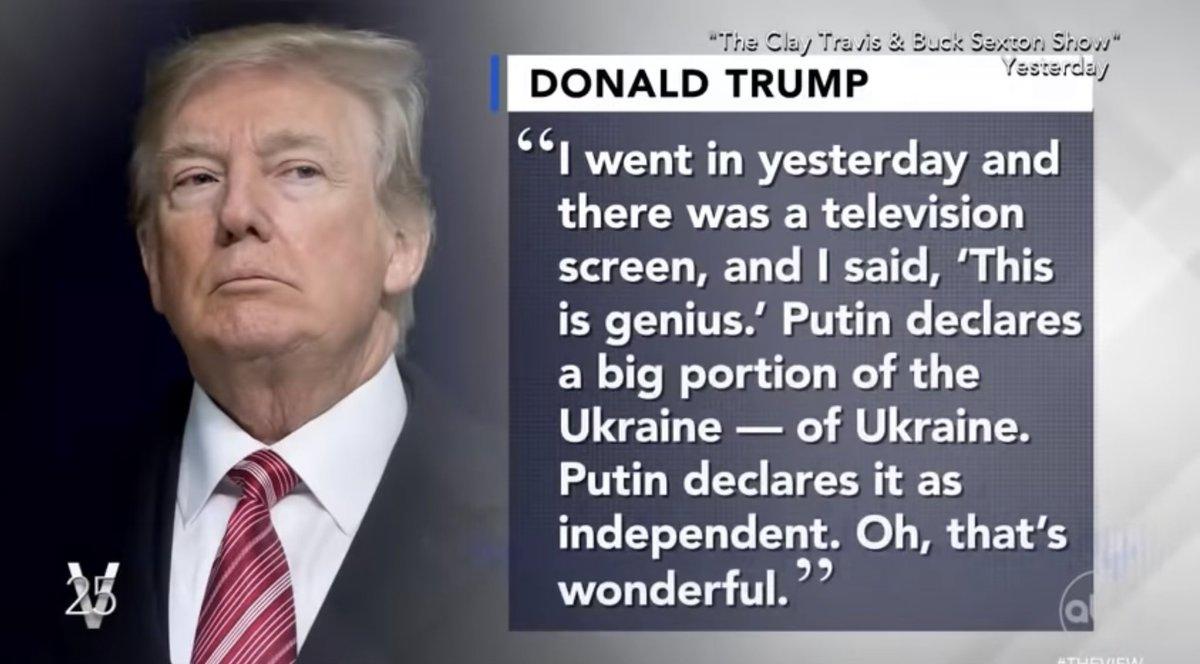 "The Clay Travis & Buck Sexton Show"
Yesterday
DONALD TRUMP
“I went in yesterday and
there was a television
screen, and I said, ‘This
is genius.’ Putin declares
a big portion of the
Ukraine — of Ukraine.
Putin declares it as
independent. Oh, that’s
wonderful.”
V
25
#THEVIEW